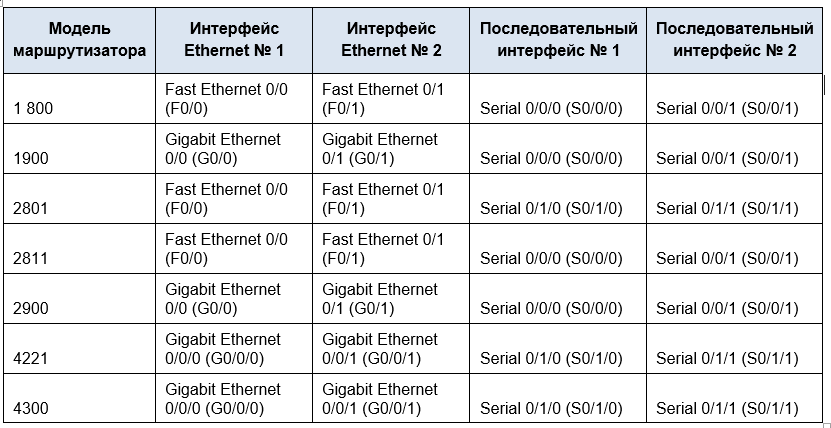 Модель маршрутизатора
Интерфейс Ethernet № 1
Интерфейс Ethernet № 2
Последовательный интерфейс № 1
Последовательный интерфейс № 2
1 800
Fast Ethernet 0/0 (F0/0)
Fast Ethernet 0/1 (F0/1)
Serial 0/0/0 (S0/0/0)
Serial 0/0/1 (S0/0/1)
1900
Gigabit Ethernet 0/0 (G0/0)
Gigabit Ethernet 0/1 (G0/1)
Serial 0/0/0 (S0/0/0)
Serial 0/0/1 (S0/0/1)
2801
Fast Ethernet 0/0 (F0/0)
Fast Ethernet 0/1 (F0/1)
Serial 0/1/0 (S0/1/0)
Serial 0/1/1 (S0/1/1)
2811
Fast Ethernet 0/0 (F0/0)
Fast Ethernet 0/1 (F0/1)
Serial 0/0/0 (S0/0/0)
Serial 0/0/1 (S0/0/1)
2900
Gigabit Ethernet 0/0 (G0/0)
Gigabit Ethernet 0/1 (G0/1)
Serial 0/0/0 (S0/0/0)
Serial 0/0/1 (S0/0/1)
4221
Gigabit Ethernet 0/0/0 (G0/0/0)
Gigabit Ethernet 0/0/1 (G0/0/1)
Serial 0/1/0 (S0/1/0)
Serial 0/1/1 (S0/1/1)
4300
Gigabit Ethernet 0/0/0 (G0/0/0)
Gigabit Ethernet 0/0/1 (G0/0/1)
Serial 0/1/0 (S0/1/0)
Serial 0/1/1 (S0/1/1)